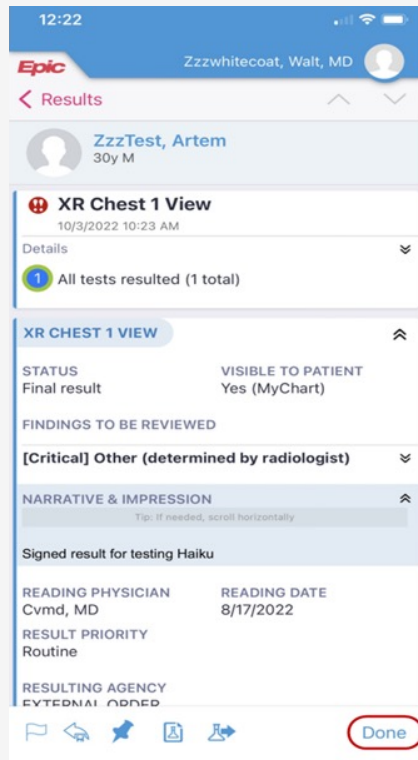 12:22
Epic
Zzzwhitecoat, Walt, MD
Results
ZzzTest, Artem
30y M
XR Chest 1 View
10/3/2022 10:23 AM
Details
1 All tests resulted (1 total)
XR CHEST 1 VIEW
STATUS VISIBLE TO PATIENT
Final result Yes (MyChart)
FINDINGS TO BE REVIEWED
[Critical] Other (determined by radiologist)
NARRATIVE & IMPRESSION
Tip: If needed, scroll horizontally
Signed result for testing Haiku
READING PHYSICIAN READING DATE
Cvmd, MD 8/17/2022
RESULT PRIORITY
Routine
RESULTING AGENCY
EXTERNAL ORDER
Done